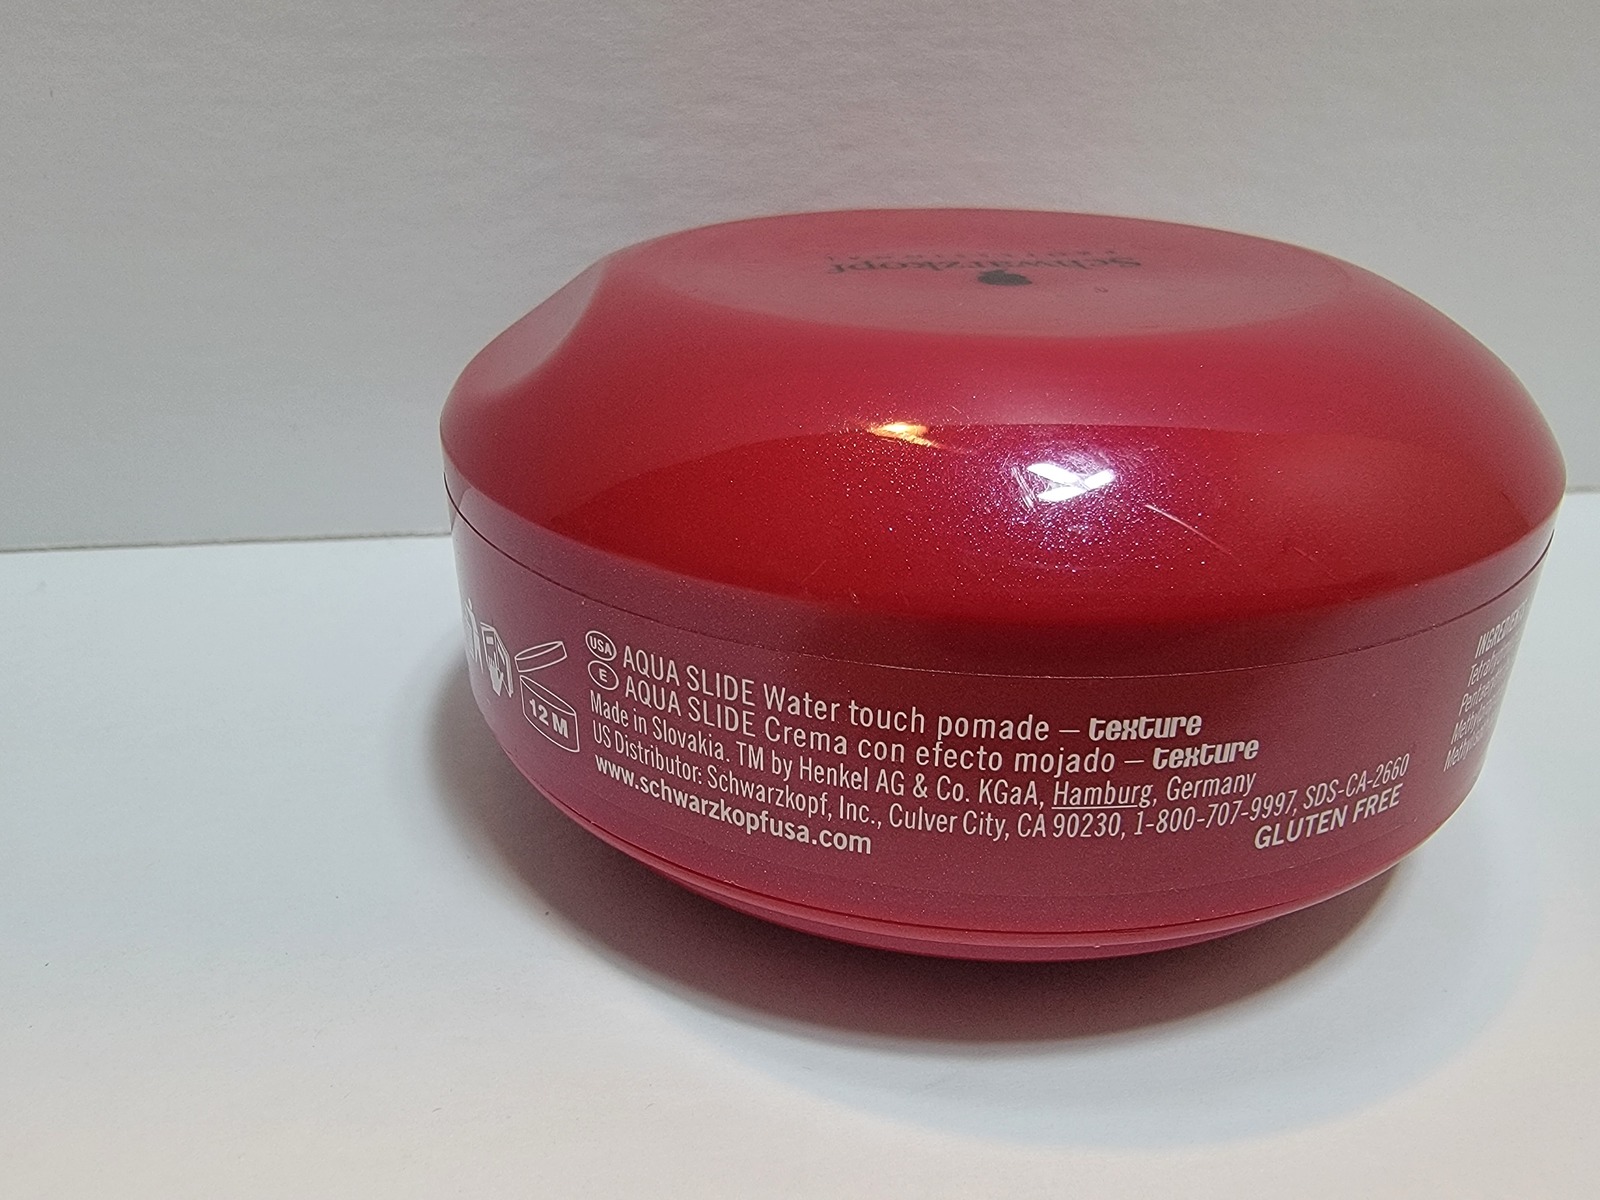 Schwarzkopf
PROFESSIONAL
12 M
USA AQUA SLIDE Water touch pomade – texture
E AQUA SLIDE Crema con efecto mojado – texture
Made in Slovakia. TM by Henkel AG & Co. KGaA, Hamburg, Germany
US Distributor: Schwarzkopf, Inc., Culver City, CA 90230, 1-800-707-9997, SDS-CA-2660
www.schwarzkopfusa.com
GLUTEN FREE